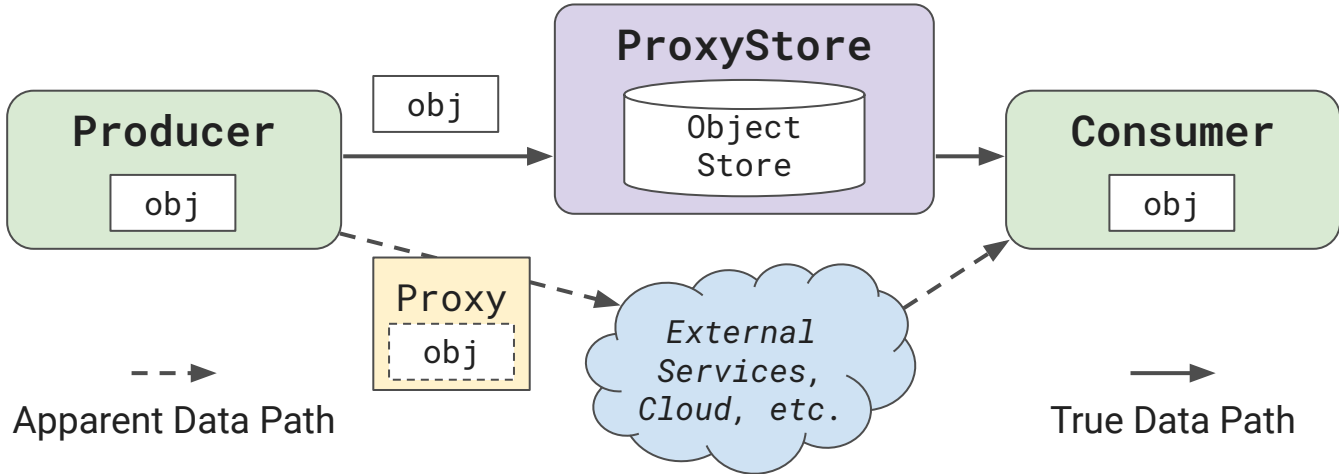 ProxyStore
Object
Store
obj
Producer
obj
Consumer
obj
Proxy
obj
External
Services,
Cloud, etc.
Apparent Data Path
True Data Path